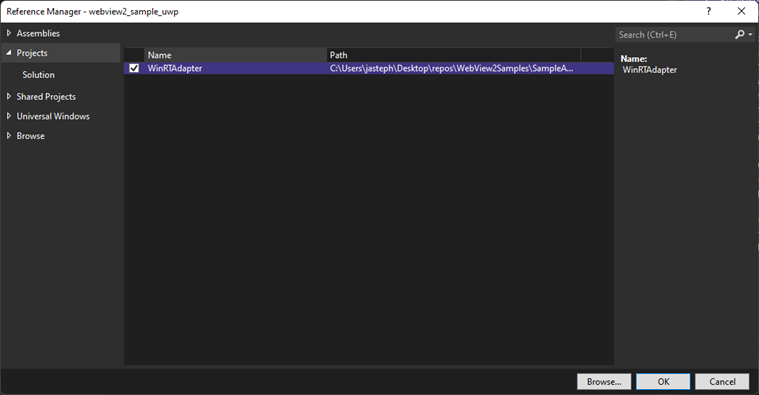 Reference Manager - webview2_sample_uwp
?
Assemblies
Projects
Solution
Shared Projects
Universal Windows
Browse
Name Path
WinRTAdapter C:\Users\jasteph\Desktop\repos\WebView2Samples\SampleA...
Search (Ctrl+E)
Name:
WinRTAdapter
Browse... OK Cancel